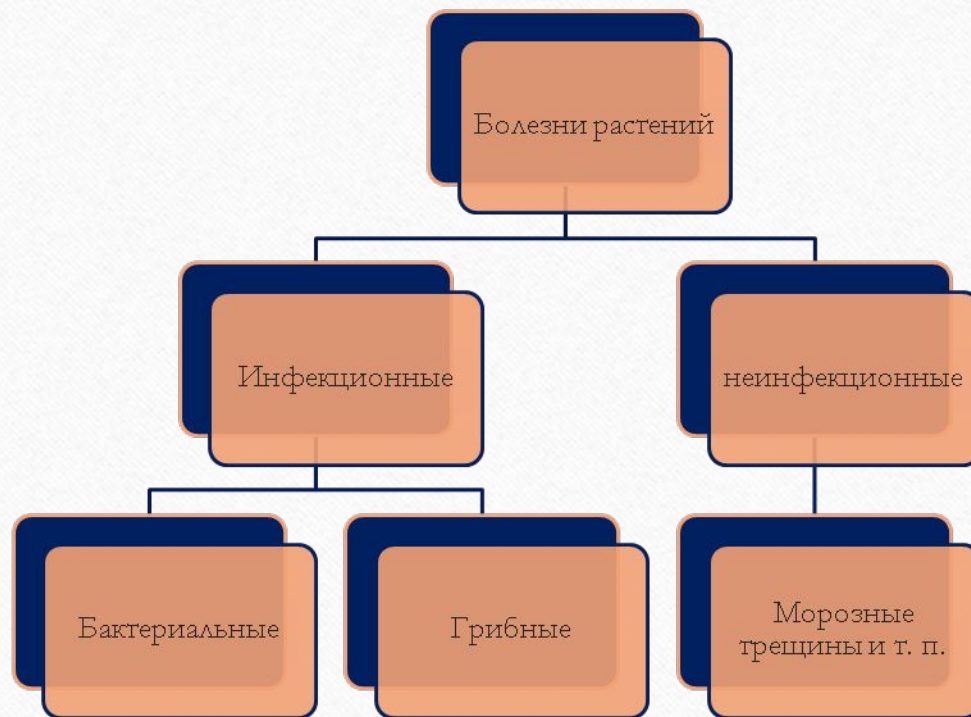 Болезни растений
Инфекционные
неинфекционные
Бактериальные
Грибные
Морозные
трещины и т. п.